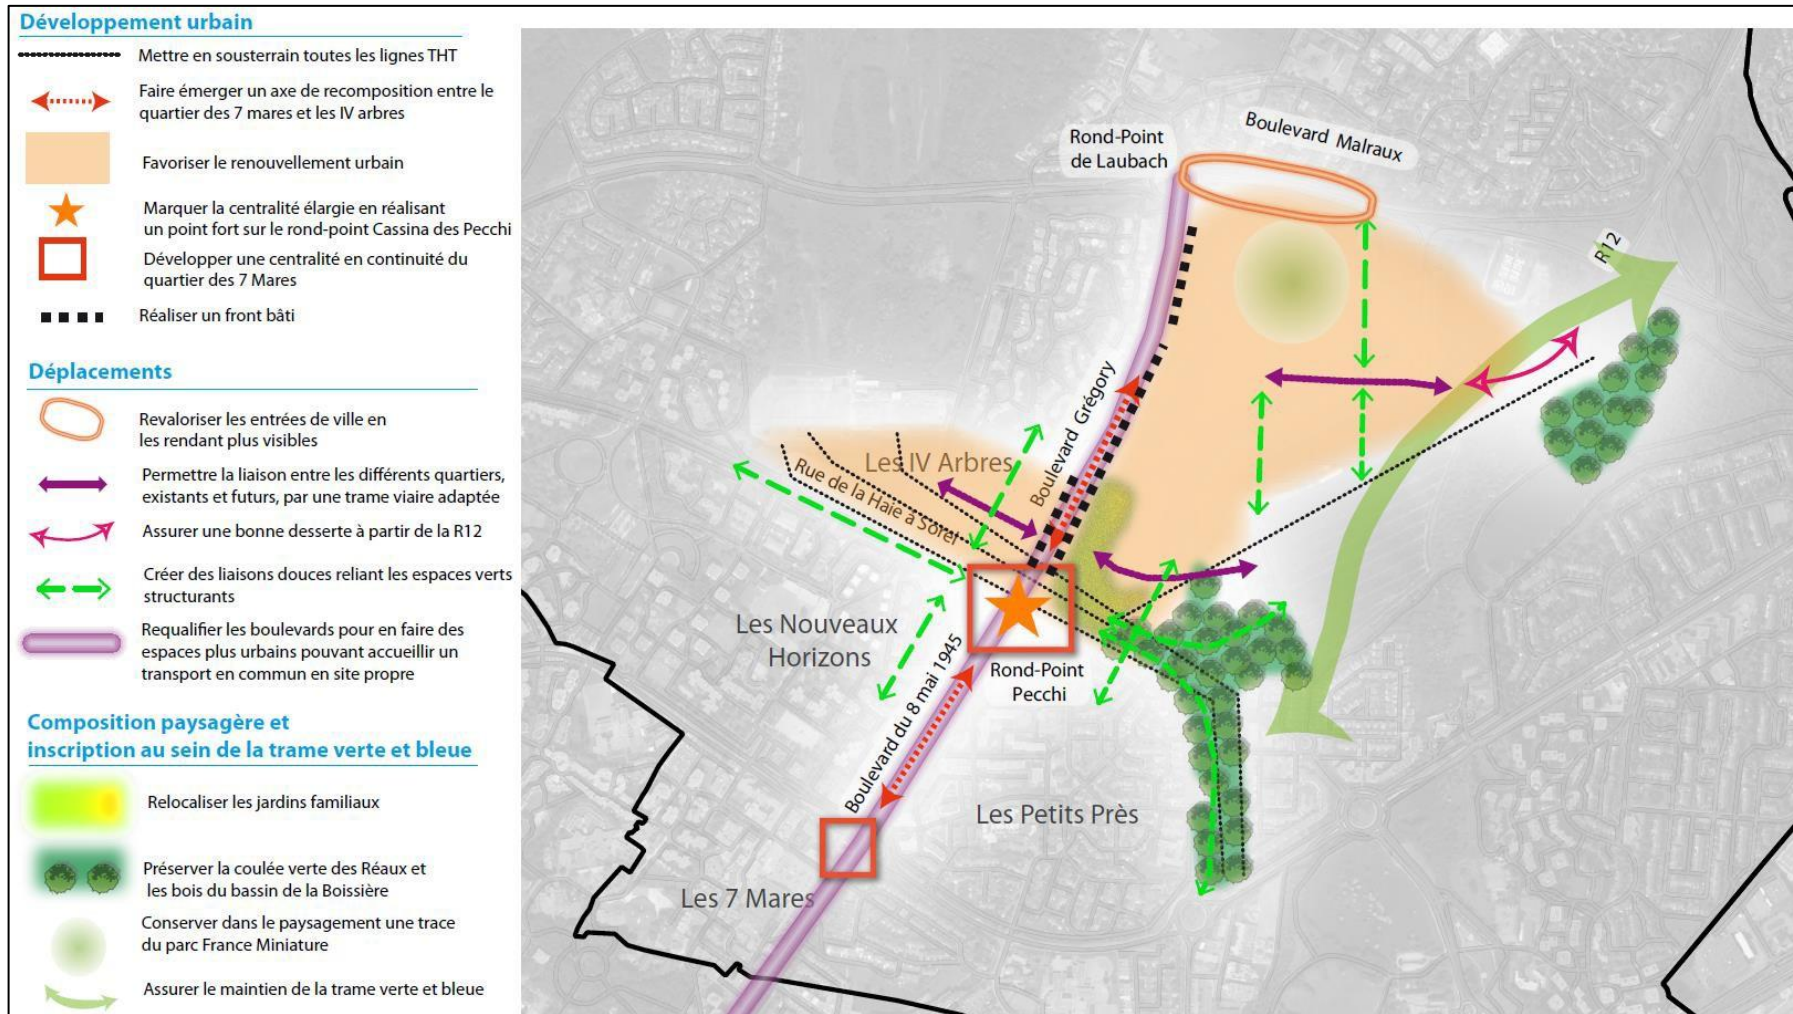 Développement urbain
Mettre en sousterrain toutes les lignes THT
Faire émerger un axe de recomposition entre le
quartier des 7 mares et les IV arbres
Favoriser le renouvellement urbain
Marquer la centralité élargie en réalisant
un point fort sur le rond-point Cassina des Pecchi
Développer une centralité en continuité du
quartier des 7 Mares
Réaliser un front bâti
Déplacements
Revaloriser les entrées de ville en
les rendant plus visibles
Permettre la liaison entre les différents quartiers,
existants et futurs, par une trame viaire adaptée
Assurer une bonne desserte à partir de la R12
Créer des liaisons douces reliant les espaces verts
structurants
Requalifier les boulevards pour en faire des
espaces plus urbains pouvant accueillir un
transport en commun en site propre
Composition paysagère et
inscription au sein de la trame verte et bleue
Relocaliser les jardins familiaux
Préserver la coulée verte des Réaux et
les bois du bassin de la Boissière
Conserver dans le paysagement une trace
du parc France Miniature
Assurer le maintien de la trame verte et bleue
Rond-Point
de Laubach
Boulevard Malraux
R12
Boulevard Grégory
Les IV Arbres
Rue de la Haie à Sorel
Les Nouveaux
Horizons
Rond-Point
Pecchi
Boulevard du 8 mai 1945
Les Petits Près
Les 7 Mares